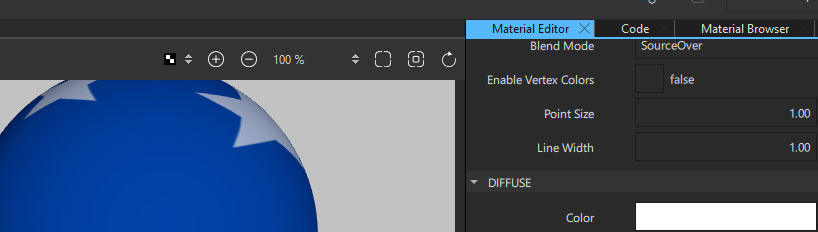 Material Editor Code Material Browser
Blend Mode SourceOver
100 %
Enable Vertex Colors false
Point Size 1.00
Line Width 1.00
DIFFUSE
Color